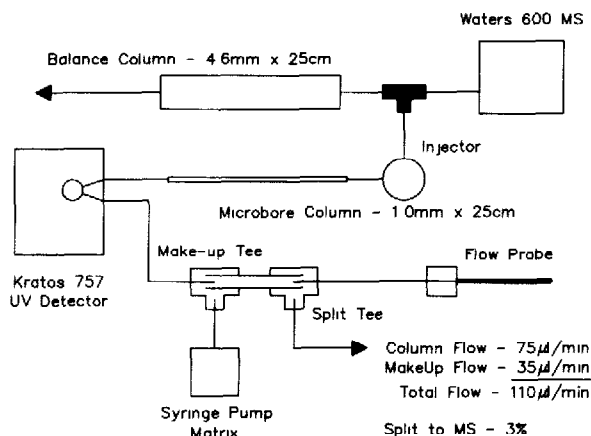 Waters 600 MS
Balance Column - 4.6mm x 25cm
Injector
Microbore Column - 1.0mm x 25cm
Make-up Tee
Flow Probe
Kratos 757
UV Detector
Split Tee
Column Flow - 75µl/min
MakeUp Flow - 35µl/min
Total Flow - 110µl/min
Syringe Pump
Matrix
Split to MS - 3%